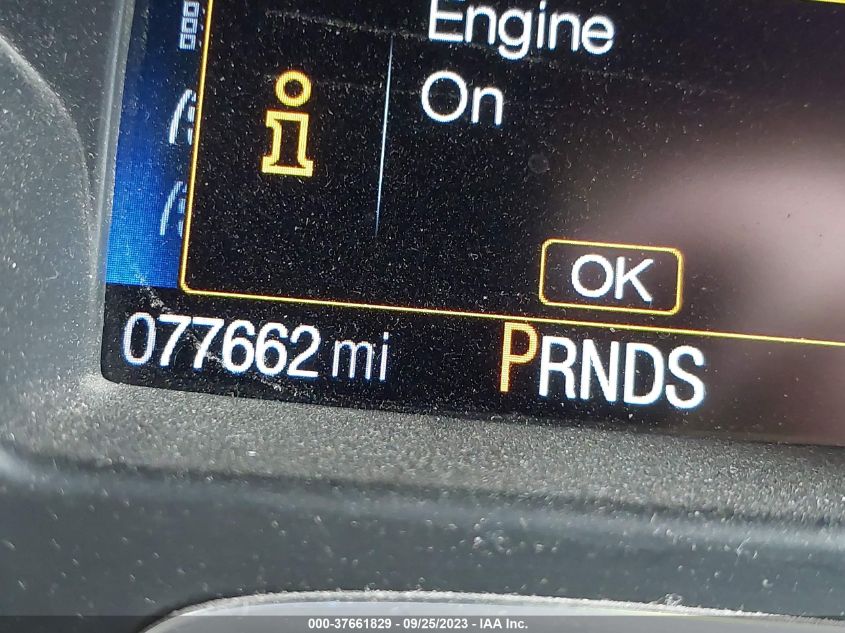 Engine
On
i
OK
077662 mi PRNDS
000-37661829 - 09/25/2023 - IAA Inc.